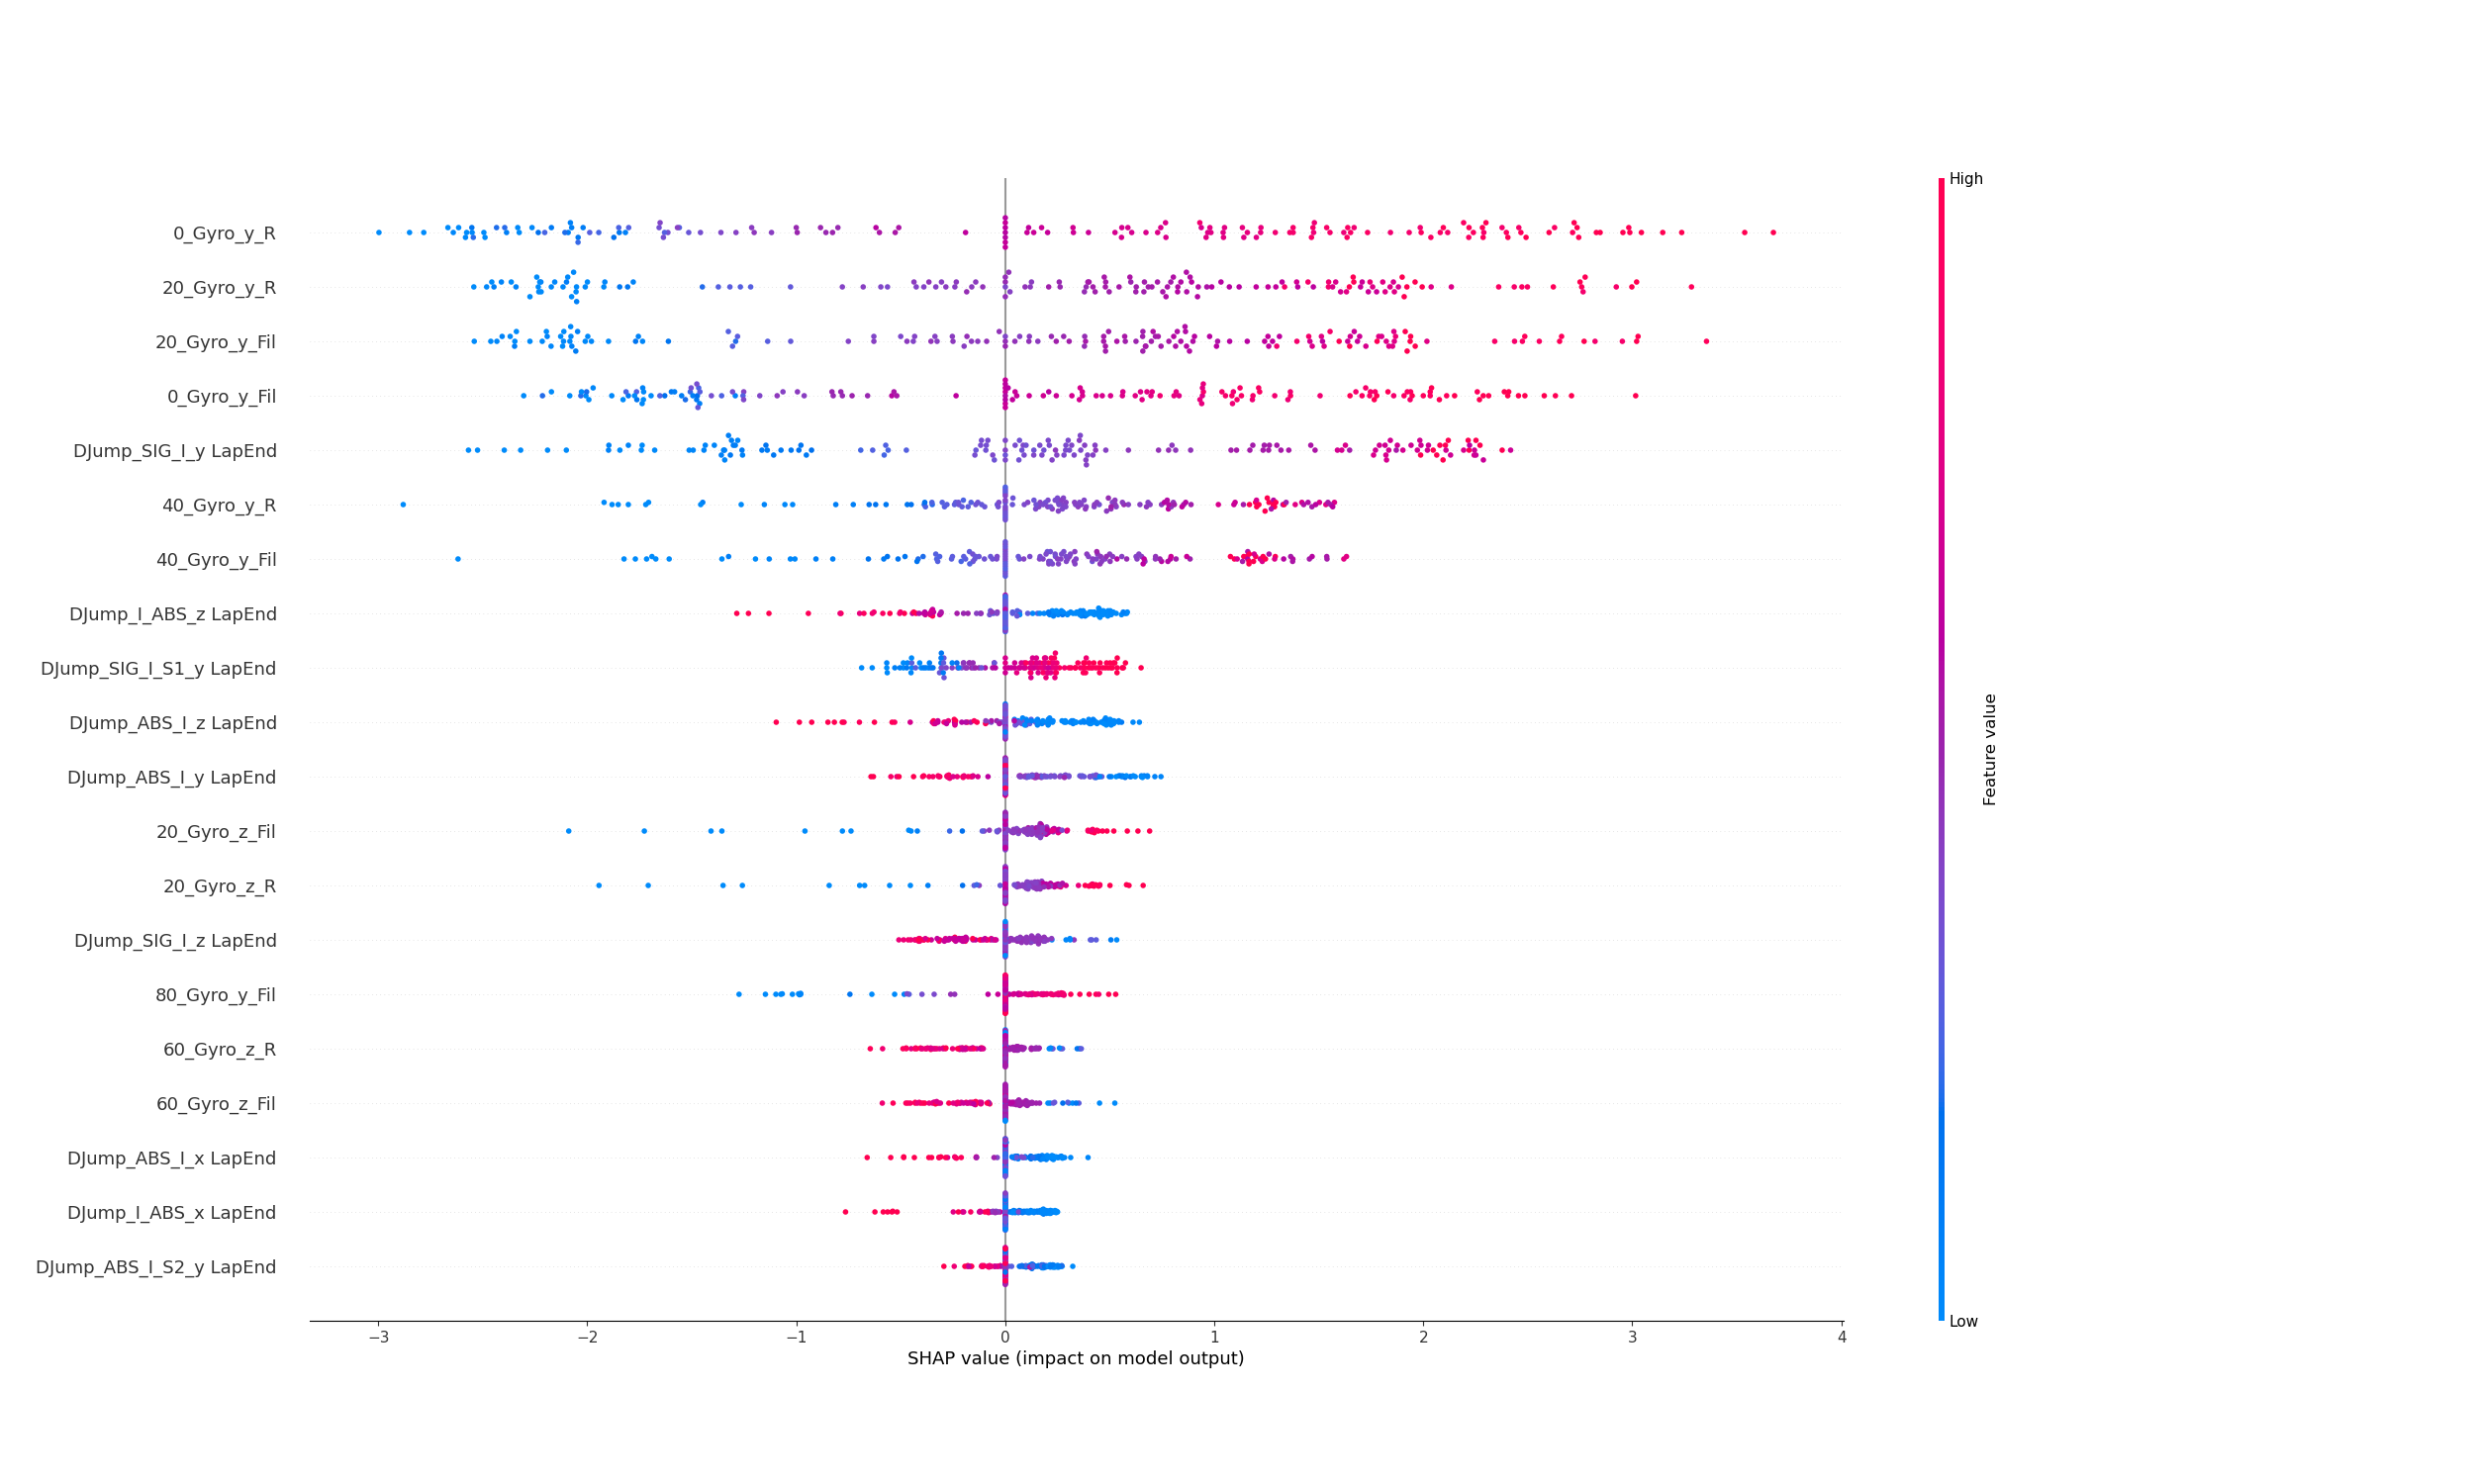 High
0_Gyro_y_R
20_Gyro_y_R
20_Gyro_y_Fil
0_Gyro_y_Fil
DJump_SIG_I_y LapEnd
40_Gyro_y_R
40_Gyro_y_Fil
DJump_I_ABS_z LapEnd
DJump_SIG_I_S1_y LapEnd
DJump_ABS_I_z LapEnd
DJump_ABS_I_y LapEnd
20_Gyro_z_Fil
20_Gyro_z_R
DJump_SIG_I_z LapEnd
80_Gyro_y_Fil
60_Gyro_z_R
60_Gyro_z_Fil
DJump_ABS_I_x LapEnd
DJump_I_ABS_x LapEnd
DJump_ABS_I_S2_y LapEnd
Feature value
Low
−3 −2 −1 0 1 2 3 4
SHAP value (impact on model output)